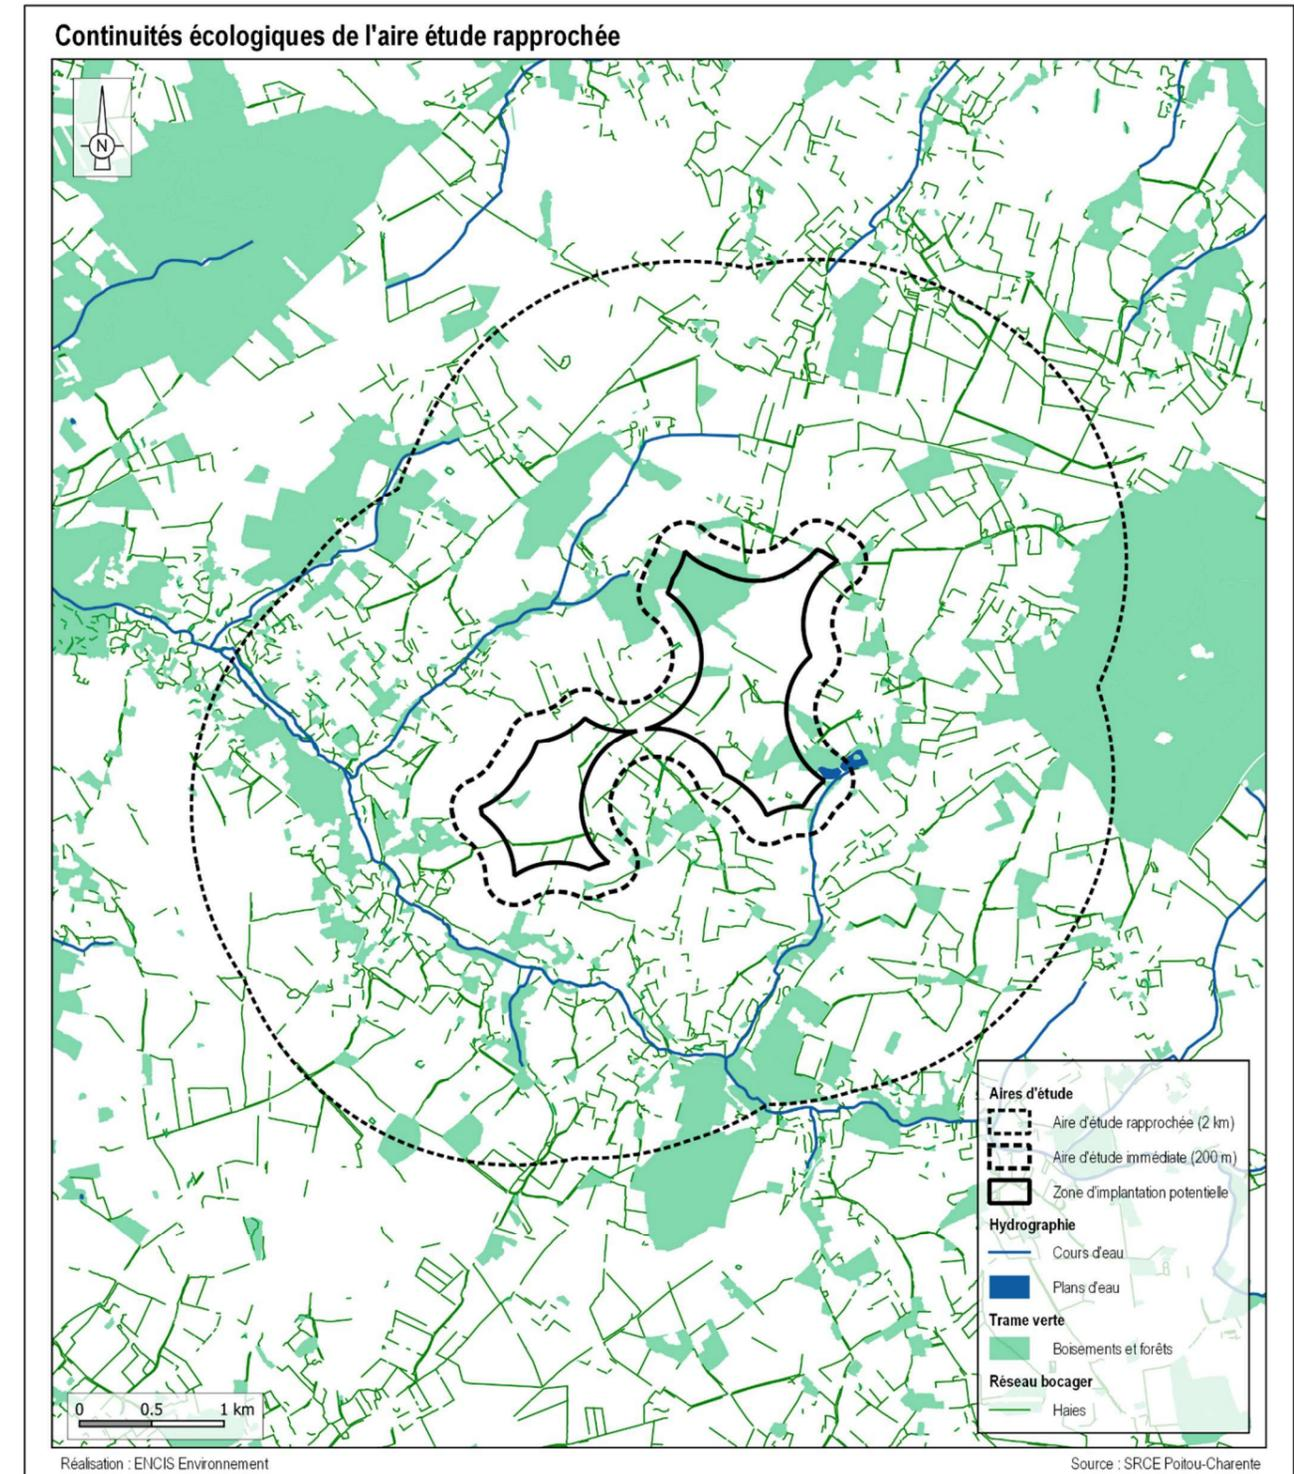 Continuités écologiques de l'aire étude rapprochée
N
Aires d'étude
Aire d'étude rapprochée (2 km)
Aire d'étude immédiate (200 m)
Zone d'implantation potentielle
Hydrographie
Cours d'eau
Plans d'eau
Trame verte
Boisements et forêts
Réseau bocager
Haies
0 0.5 1 km
Réalisation : ENCIS Environnement
Source : SRCE Poitou-Charente